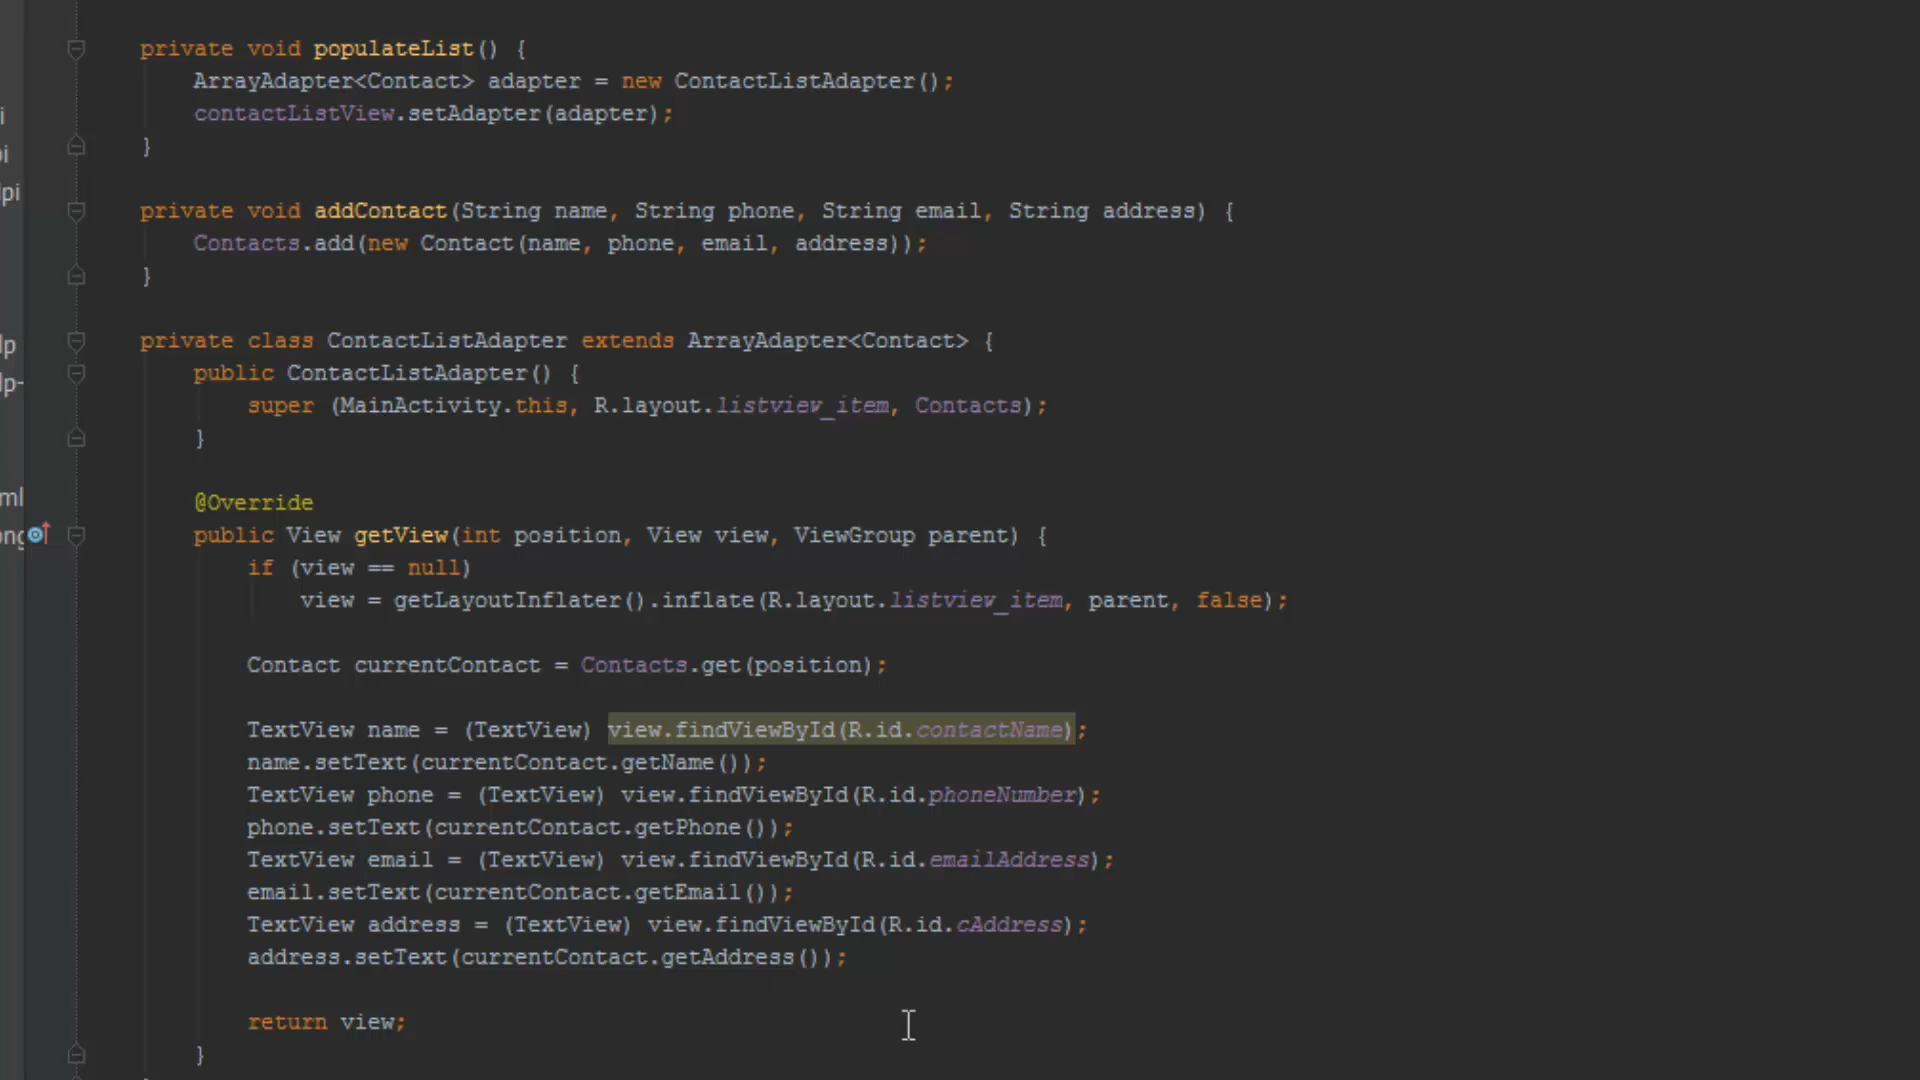 private void populateList() {
ArrayAdapter<Contact> adapter = new ContactListAdapter();
contactListView.setAdapter(adapter);
}
private void addContact(String name, String phone, String email, String address) {
Contacts.add(new Contact(name, phone, email, address));
}
private class ContactListAdapter extends ArrayAdapter<Contact> {
public ContactListAdapter() {
super (MainActivity.this, R.layout.listview_item, Contacts);
}
@Override
public View getView(int position, View view, ViewGroup parent) {
if (view == null)
view = getLayoutInflater().inflate(R.layout.listview_item, parent, false);
Contact currentContact = Contacts.get(position);
TextView name = (TextView) view.findViewById(R.id.contactName);
name.setText(currentContact.getName());
TextView phone = (TextView) view.findViewById(R.id.phoneNumber);
phone.setText(currentContact.getPhone());
TextView email = (TextView) view.findViewById(R.id.emailAddress);
email.setText(currentContact.getEmail());
TextView address = (TextView) view.findViewById(R.id.cAddress);
address.setText(currentContact.getAddress());
return view;
}